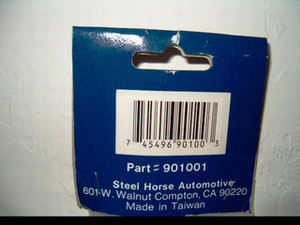 7 45496 90100 3
Part# 901001
Steel Horse Automotive
601-W. Walnut Compton, CA 90220
Made in Taiwan